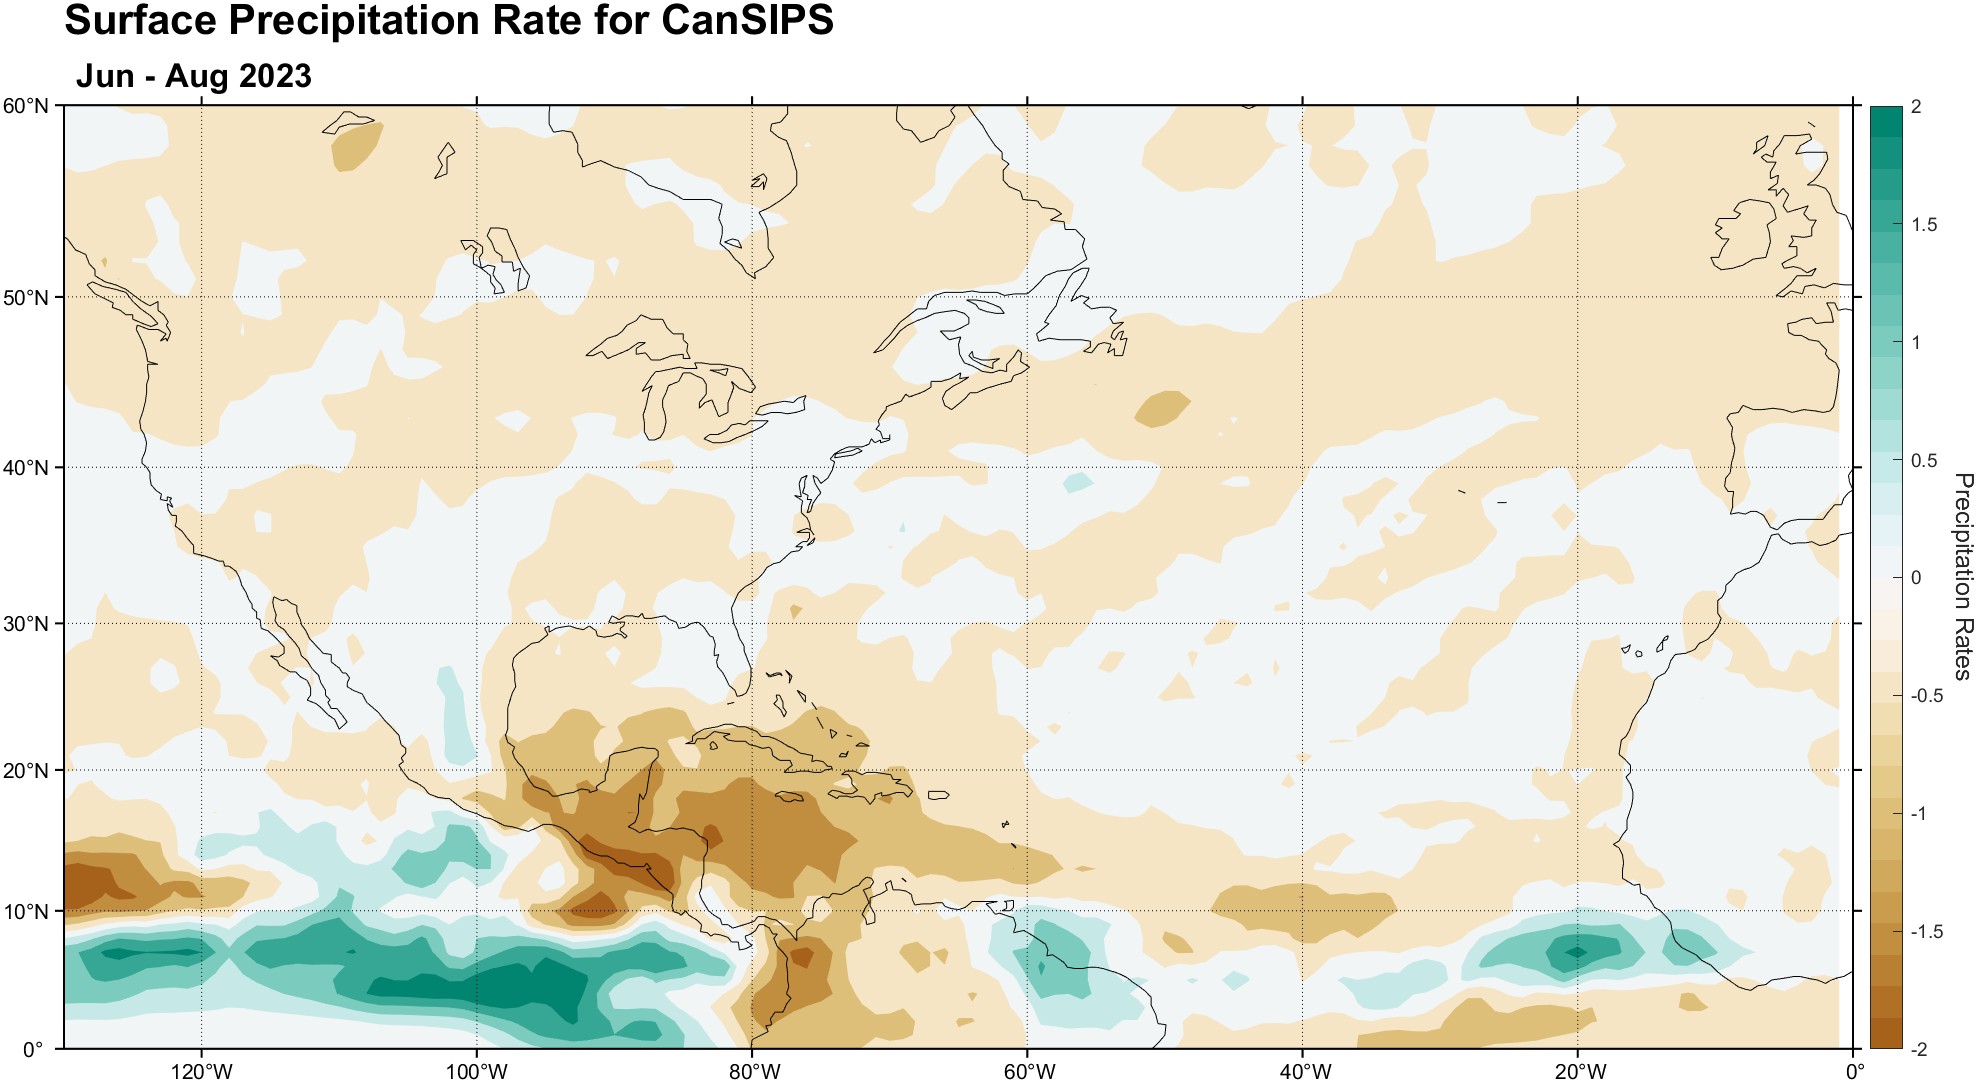 Surface Precipitation Rate for CanSIPS
Jun - Aug 2023
60°N
50°N
40°N
30°N
20°N
10°N
0°
120°W
100°W
80°W
60°W
40°W
20°W
0°
2
1.5
1
0.5
0
-0.5
-1
-1.5
-2
Precipitation Rates